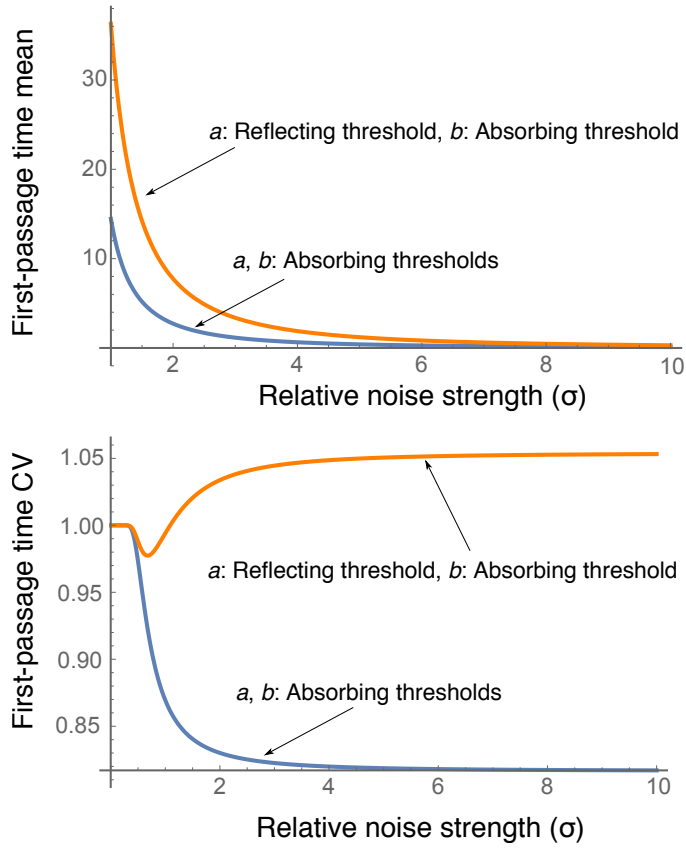 First-passage time mean
30
20
10
a: Reflecting threshold, b: Absorbing threshold
a, b: Absorbing thresholds
2 4 6 8 10
Relative noise strength (σ)
First-passage time CV
1.05
1.00
0.95
0.90
0.85
a: Reflecting threshold, b: Absorbing threshold
a, b: Absorbing thresholds
0 2 4 6 8 10
Relative noise strength (σ)